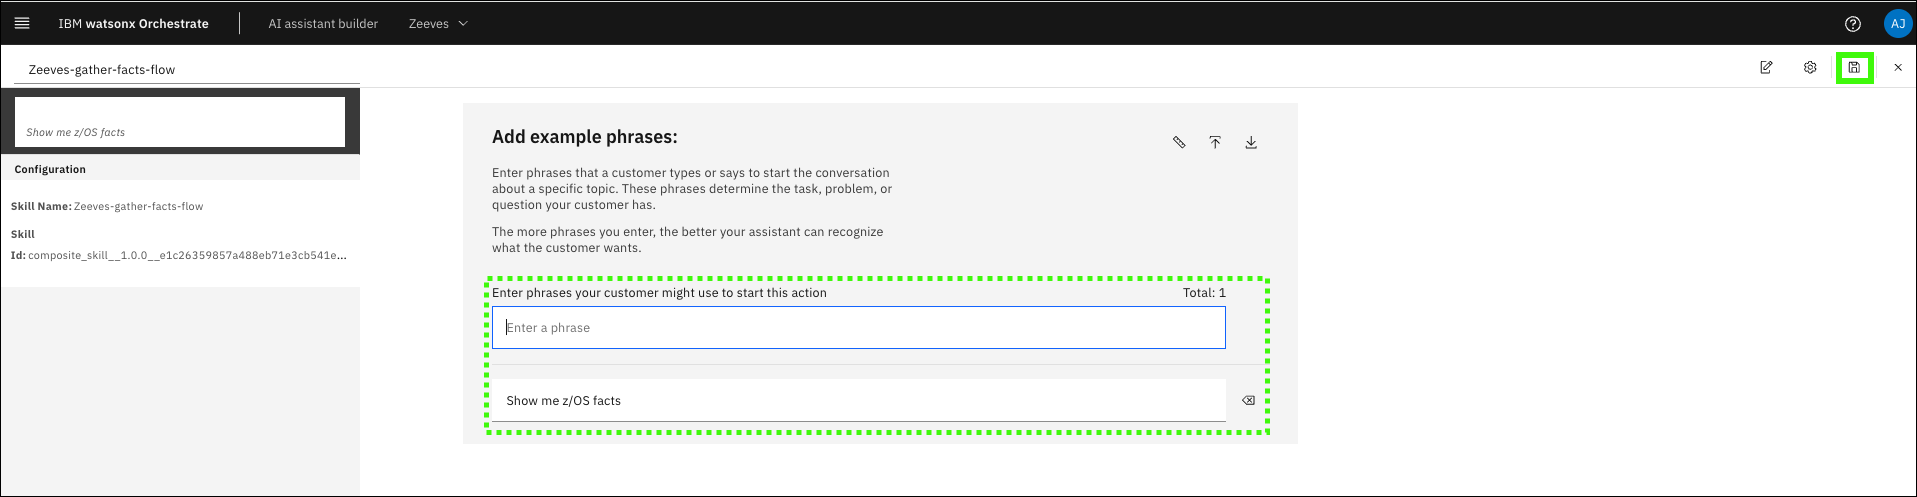 IBM watsonx Orchestrate
AI assistant builder
Zeeves
AJ
Zeeves-gather-facts-flow
Show me z/OS facts
Configuration
Skill Name: Zeeves-gather-facts-flow
Skill
Id: composite_skill__1.0.0__e1c26359857a488eb71e3cb541e...
Add example phrases:
Enter phrases that a customer types or says to start the conversation
about a specific topic. These phrases determine the task, problem, or
question your customer has.
The more phrases you enter, the better your assistant can recognize
what the customer wants.
Enter phrases your customer might use to start this action
Total: 1
Enter a phrase
Show me z/OS facts